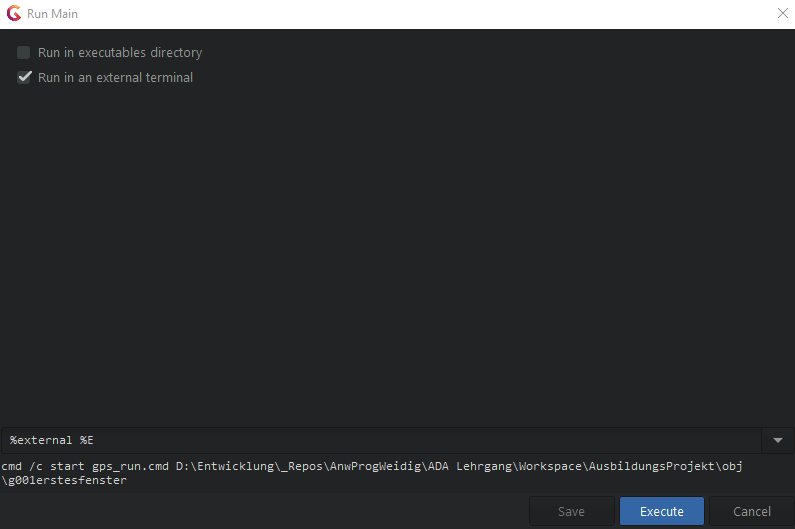 Run Main
Run in executables directory
Run in an external terminal
%external %E
cmd /c start gps_run.cmd D:\Entwicklung\_Repos\AnwProgWeidig\ADA Lehrgang\Workspace\AusbildungsProjekt\obj
\g001erstesfenster
Save Execute Cancel